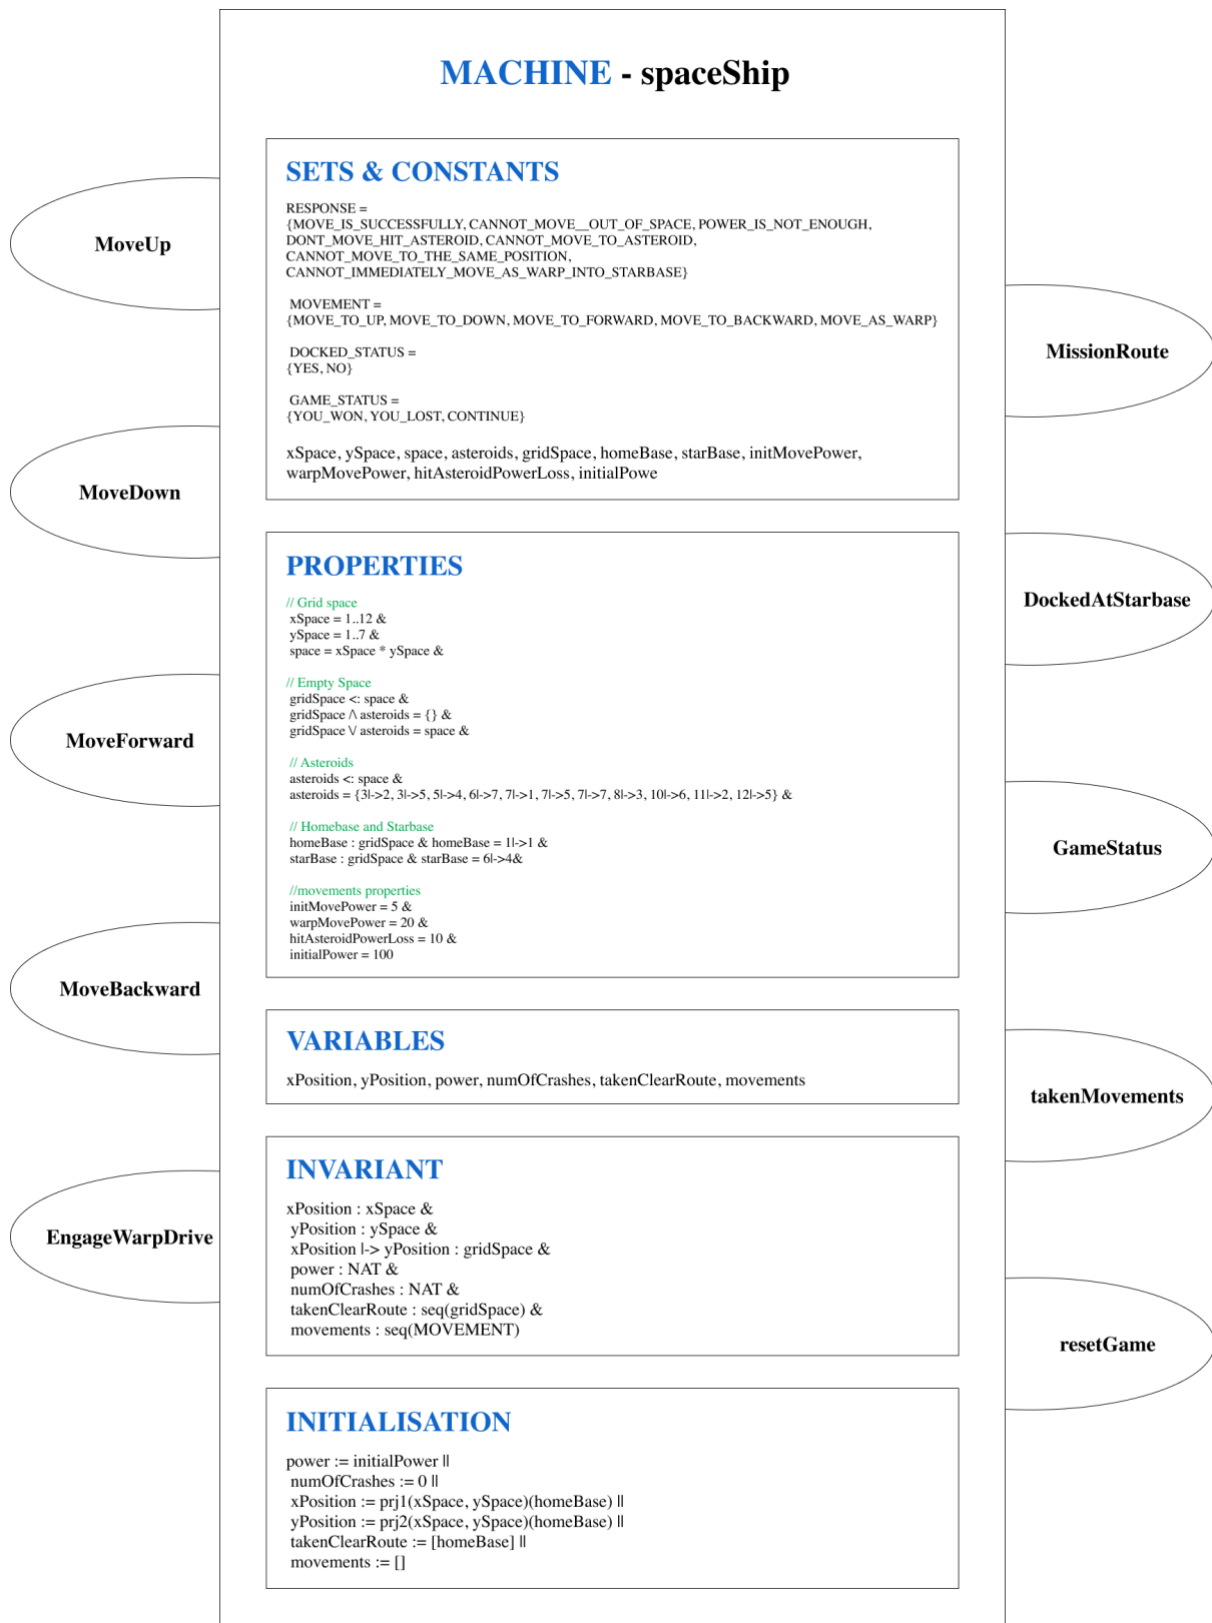 MACHINE - spaceShip
SETS & CONSTANTS
RESPONSE =
{MOVE_IS_SUCCESSFULLY, CANNOT_MOVE__OUT_OF_SPACE, POWER_IS_NOT_ENOUGH,
DONT_MOVE_HIT_ASTEROID, CANNOT_MOVE_TO_ASTEROID,
CANNOT_MOVE_TO_THE_SAME_POSITION,
CANNOT_IMMEDIATELY_MOVE_AS_WARP_INTO_STARBASE}
MOVEMENT =
{MOVE_TO_UP, MOVE_TO_DOWN, MOVE_TO_FORWARD, MOVE_TO_BACKWARD, MOVE_AS_WARP}
DOCKED_STATUS =
{YES, NO}
GAME_STATUS =
{YOU_WON, YOU_LOST, CONTINUE}
xSpace, ySpace, space, asteroids, gridSpace, homeBase, starBase, initMovePower,
warpMovePower, hitAsteroidPowerLoss, initialPowe
PROPERTIES
// Grid space
xSpace = 1..12 &
ySpace = 1..7 &
space = xSpace * ySpace &
// Empty Space
gridSpace <: space &
gridSpace /\ asteroids = {} &
gridSpace \/ asteroids = space &
// Asteroids
asteroids <: space &
asteroids = {3|->2, 3|->5, 5|->4, 6|->7, 7|->1, 7|->5, 7|->7, 8|->3, 10|->6, 11|->2, 12|->5} &
// Homebase and Starbase
homeBase : gridSpace & homeBase = 1|->1 &
starBase : gridSpace & starBase = 6|->4&
//movements properties
initMovePower = 5 &
warpMovePower = 20 &
hitAsteroidPowerLoss = 10 &
initialPower = 100
VARIABLES
xPosition, yPosition, power, numOfCrashes, takenClearRoute, movements
INVARIANT
xPosition : xSpace &
yPosition : ySpace &
xPosition |-> yPosition : gridSpace &
power : NAT &
numOfCrashes : NAT &
takenClearRoute : seq(gridSpace) &
movements : seq(MOVEMENT)
INITIALISATION
power := initialPower ||
numOfCrashes := 0 ||
xPosition := prj1(xSpace, ySpace)(homeBase) ||
yPosition := prj2(xSpace, ySpace)(homeBase) ||
takenClearRoute := [homeBase] ||
movements := []
MoveUp
MoveDown
MoveForward
MoveBackward
EngageWarpDrive
MissionRoute
DockedAtStarbase
GameStatus
takenMovements
resetGame